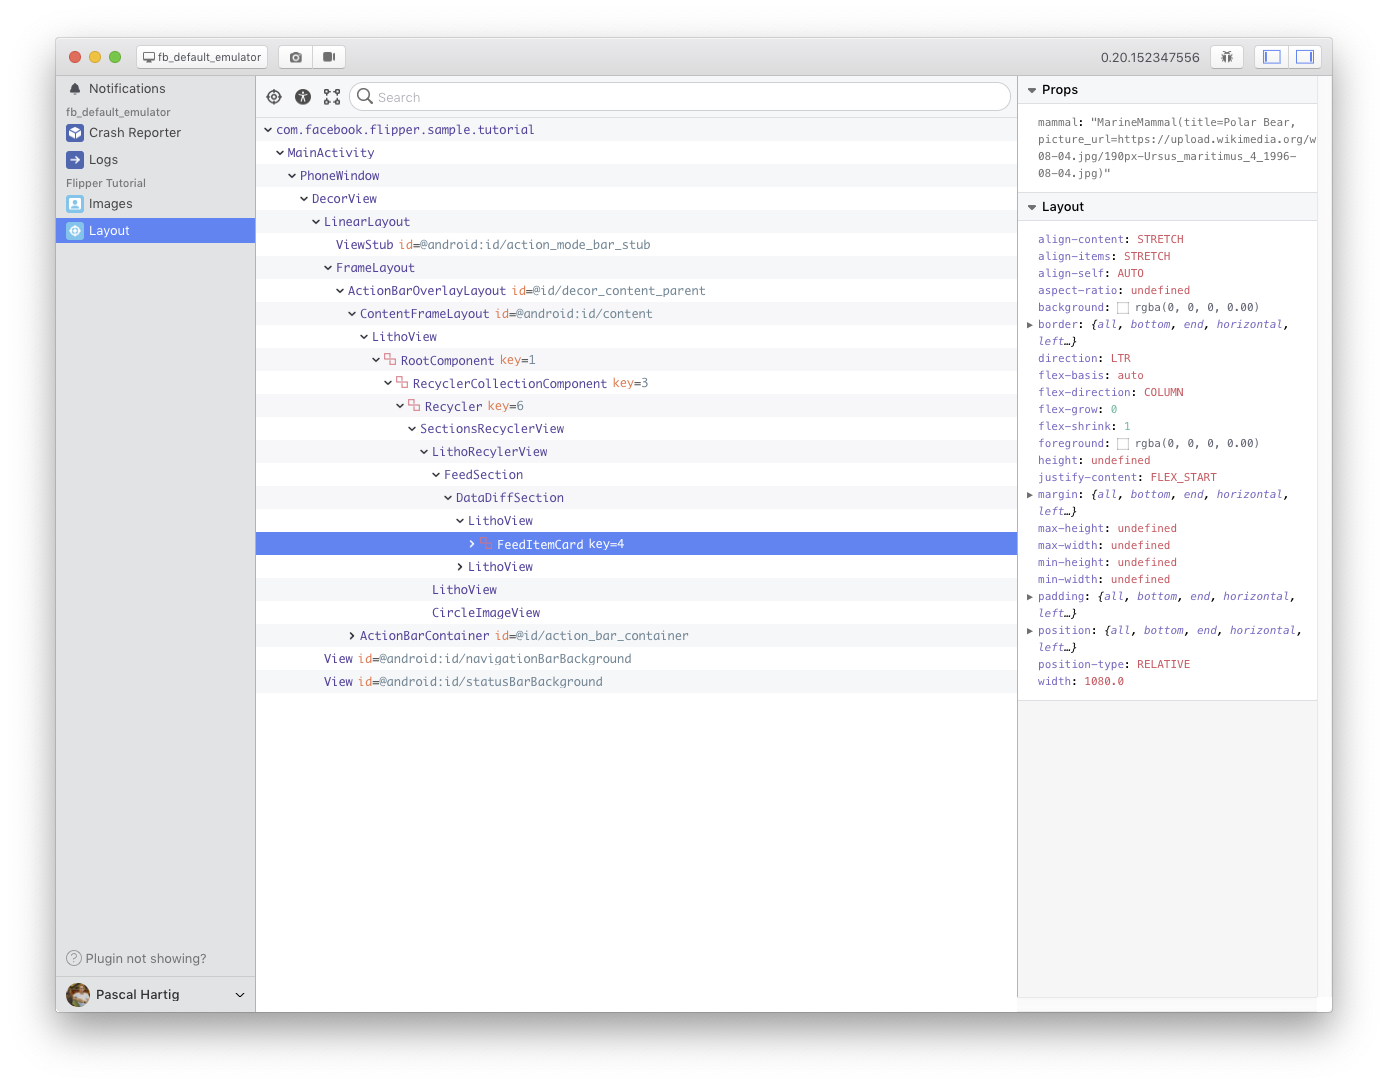 fb_default_emulator
0.20.152347556
Notifications
fb_default_emulator
Crash Reporter
Logs
Flipper Tutorial
Images
Layout
Plugin not showing?
Pascal Hartig
Search
com.facebook.flipper.sample.tutorial
MainActivity
PhoneWindow
DecorView
LinearLayout
ViewStub id=@android:id/action_mode_bar_stub
FrameLayout
ActionBarOverlayLayout id=@id/decor_content_parent
ContentFrameLayout id=@android:id/content
LithoView
RootComponent key=1
RecyclerCollectionComponent key=3
Recycler key=6
SectionsRecyclerView
LithoRecylerView
FeedSection
DataDiffSection
LithoView
FeedItemCard key=4
LithoView
LithoView
CircleImageView
ActionBarContainer id=@id/action_bar_container
View id=@android:id/navigationBarBackground
View id=@android:id/statusBarBackground
Props
mammal: "MarineMammal(title=Polar Bear,
picture_url=https://upload.wikimedia.org/w
08-04.jpg/190px-Ursus_maritimus_4_1996-
08-04.jpg)"
Layout
align-content: STRETCH
align-items: STRETCH
align-self: AUTO
aspect-ratio: undefined
background: rgba(0, 0, 0, 0.00)
border: {all, bottom, end, horizontal,
left…}
direction: LTR
flex-basis: auto
flex-direction: COLUMN
flex-grow: 0
flex-shrink: 1
foreground: rgba(0, 0, 0, 0.00)
height: undefined
justify-content: FLEX_START
margin: {all, bottom, end, horizontal,
left…}
max-height: undefined
max-width: undefined
min-height: undefined
min-width: undefined
padding: {all, bottom, end, horizontal,
left…}
position: {all, bottom, end, horizontal,
left…}
position-type: RELATIVE
width: 1080.0